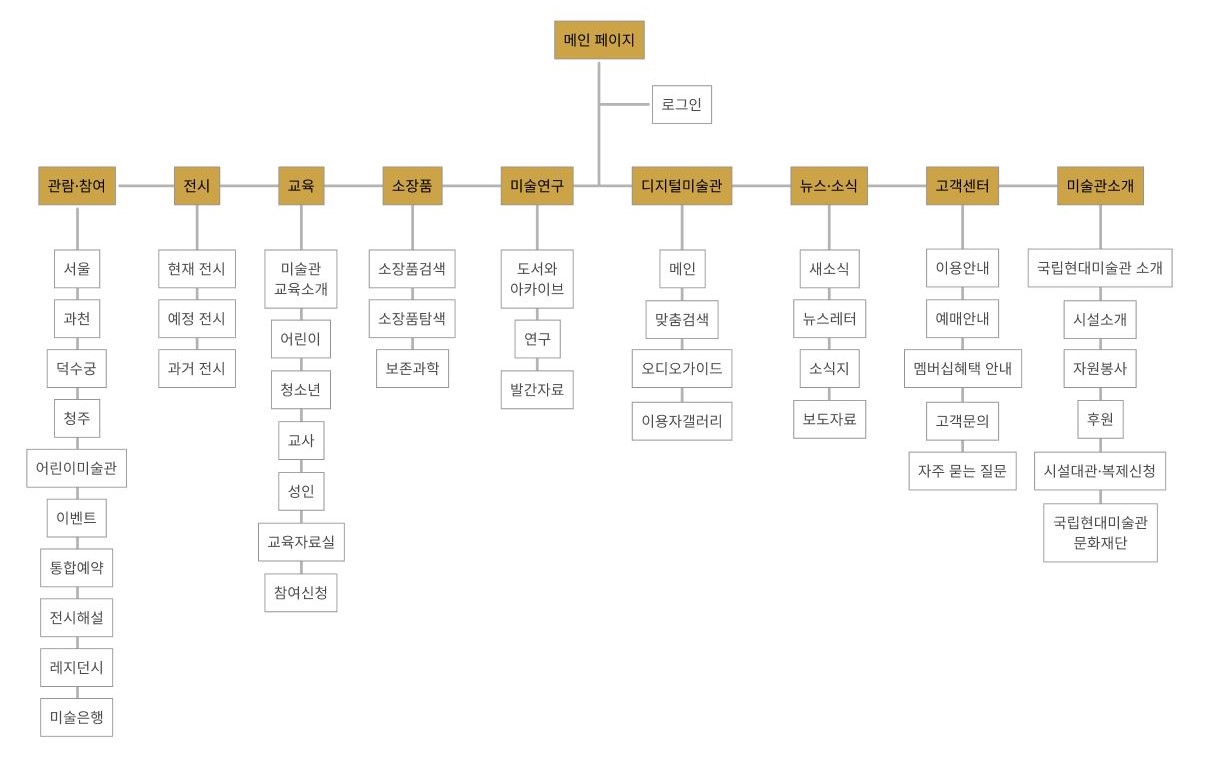 메인 페이지
로그인
관람·참여
서울
과천
덕수궁
청주
어린이미술관
이벤트
통합예약
전시해설
레지던시
미술은행
전시
현재 전시
예정 전시
과거 전시
교육
미술관
교육소개
어린이
청소년
교사
성인
교육자료실
참여신청
소장품
소장품검색
소장품탐색
보존과학
미술연구
도서와
아카이브
연구
발간자료
디지털미술관
메인
맞춤검색
오디오가이드
이용자갤러리
뉴스·소식
새소식
뉴스레터
소식지
보도자료
고객센터
이용안내
예매안내
멤버십혜택 안내
고객문의
자주 묻는 질문
미술관소개
국립현대미술관 소개
시설소개
자원봉사
후원
시설대관·복제신청
국립현대미술관
문화재단